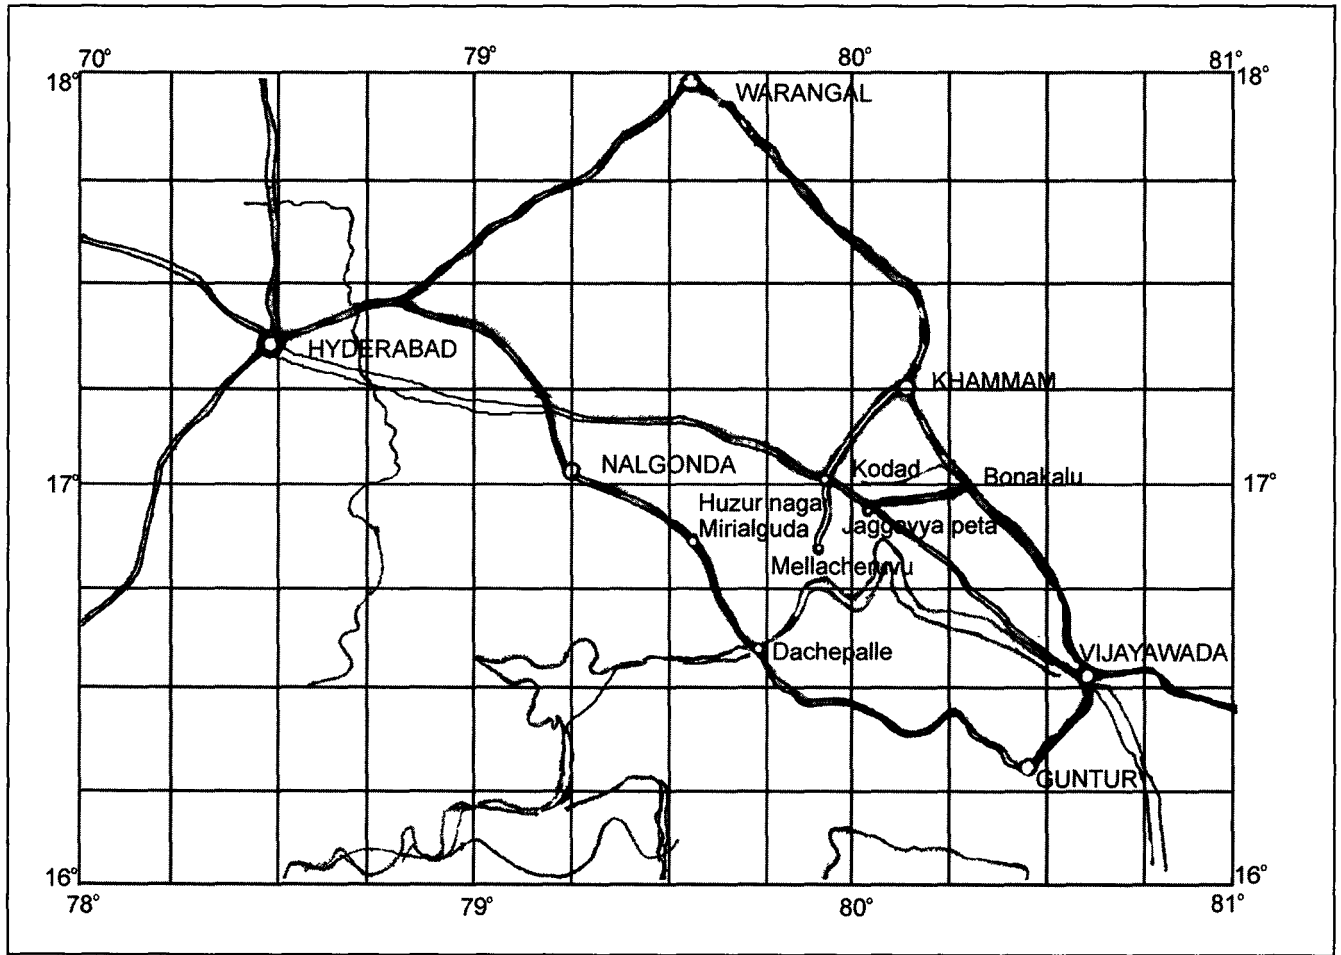 70° 79° 80° 81°
18° 18°
WARANGAL
HYDERABAD
KHAMMAM
NALGONDA
Kodad
Bonakalu
17° 17°
Huzur naga
Jaggayya peta
Mirialguda
Mellacheruvu
Dachepalle
VIJAYAWADA
GUNTUR
16° 16°
78° 79° 80° 81°